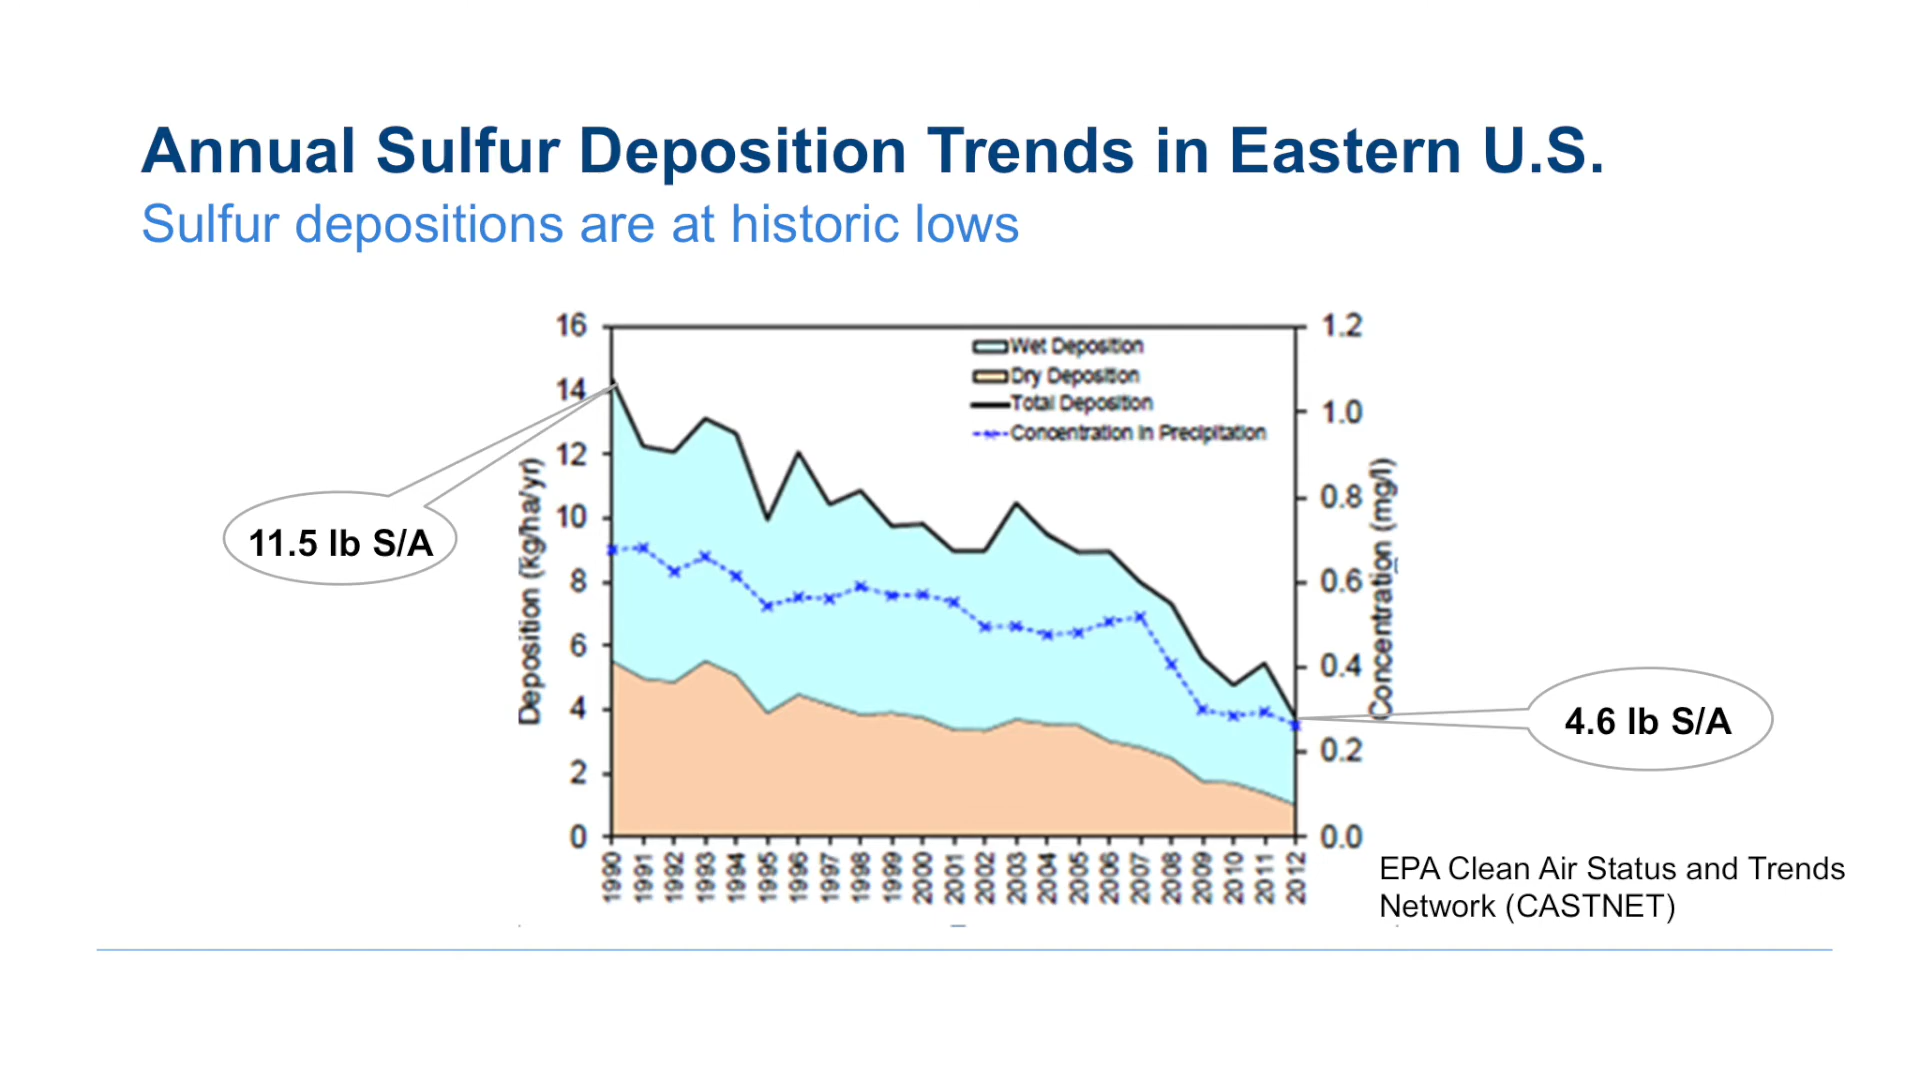 Annual Sulfur Deposition Trends in Eastern U.S.
Sulfur depositions are at historic lows
16
14
12
10
8
6
4
2
0
Deposition (kg/ha/yr)
Wet Deposition
Dry Deposition
Total Deposition
Concentration in Precipitation
1.2
1.0
0.8
0.6
0.4
0.2
0.0
Concentration (mg/l)
11.5 lb S/A
4.6 lb S/A
1990 1991 1992 1993 1994 1995 1996 1997 1998 1999 2000 2001 2002 2003 2004 2005 2006 2007 2008 2009 2010 2011 2012
EPA Clean Air Status and Trends
Network (CASTNET)